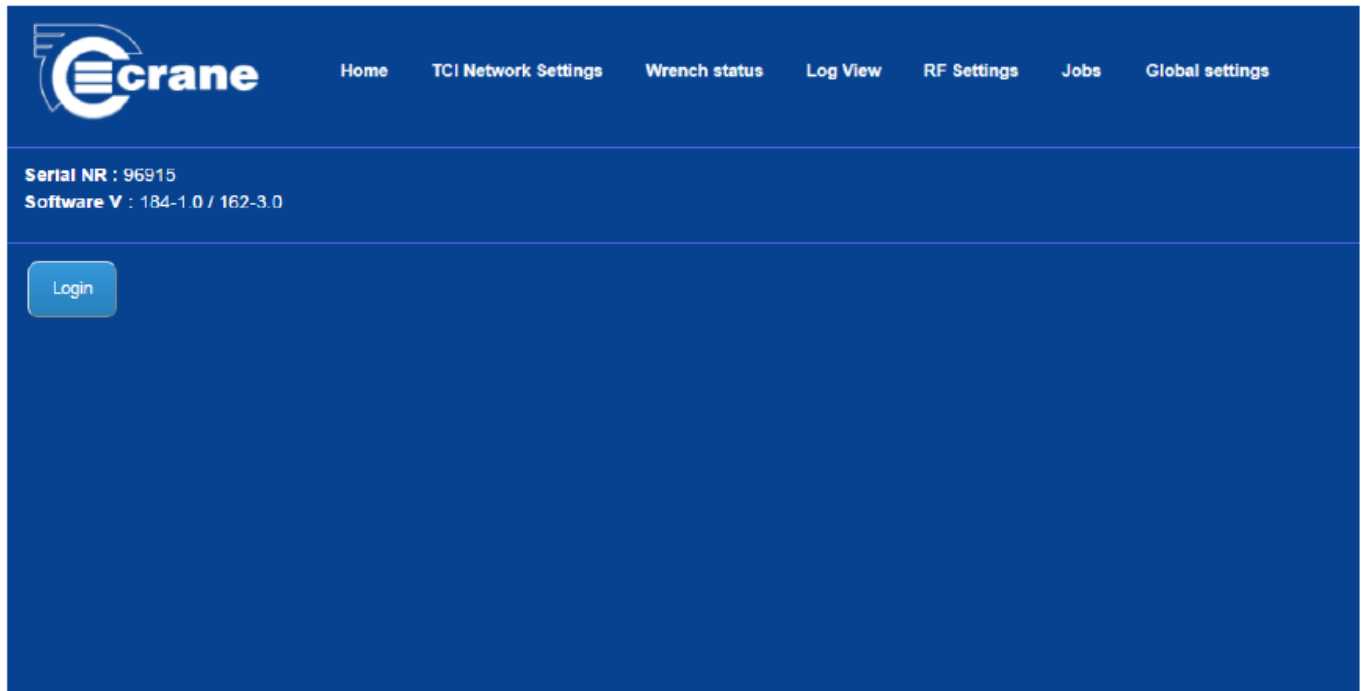 crane
Home TCI Network Settings Wrench status Log View RF Settings Jobs Global settings
Serial NR : 96915
Software V : 184-1.0 / 162-3.0
Login